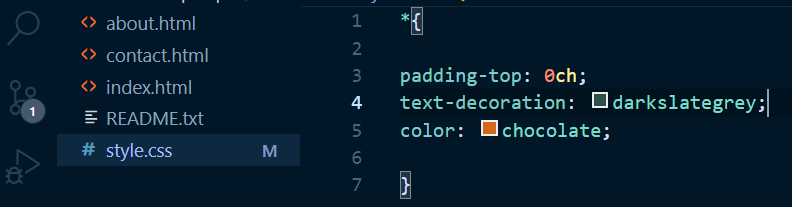 about.html
contact.html
index.html
README.txt
style.css M
1
1 *{
2
3 padding-top: 0ch;
4 text-decoration: darkslategrey;
5 color: chocolate;
6
7 }